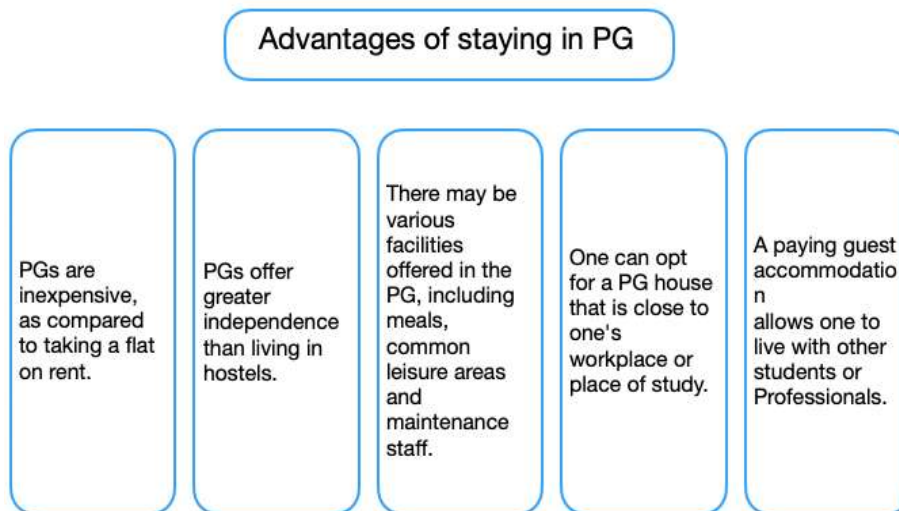 Advantages of staying in PG
PGs are
inexpensive,
as compared
to taking a flat
on rent.
PGs offer
greater
independence
than living in
hostels.
There may be
various
facilities
offered in the
PG, including
meals,
common
leisure areas
and
maintenance
staff.
One can opt
for a PG house
that is close to
one's
workplace or
place of study.
A paying guest
accommodatio
n
allows one to
live with other
students or
Professionals.